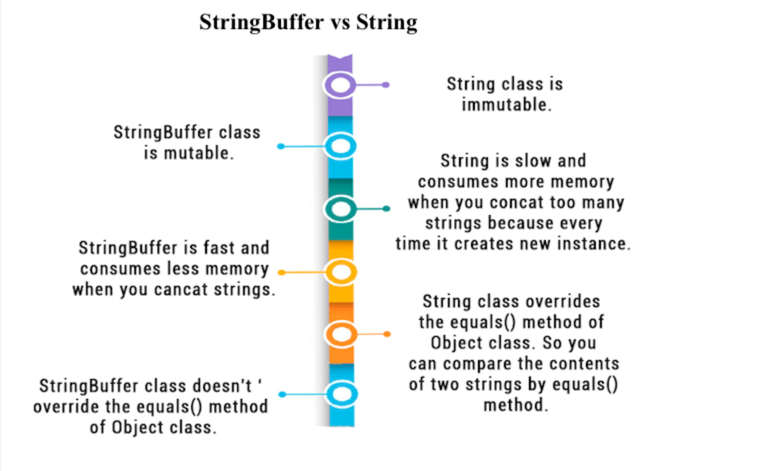 StringBuffer vs String
String class is
immutable.
StringBuffer class
is mutable.
String is slow and
consumes more memory
when you concat too many
strings because every
time it creates new instance.
StringBuffer is fast and
consumes less memory
when you cancat strings.
String class overrides
the equals() method of
Object class. So you
can compare the contents
of two strings by equals()
method.
StringBuffer class doesn't '
override the equals() method
of Object class.